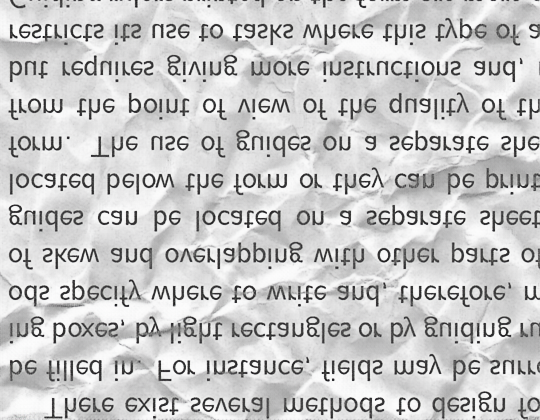 There exist several methods to design fo
be filled in. For instance, fields may be surro
ing boxes, by light rectangles or by guiding ru
ods specify where to write and, therefore, m
of skew and overlapping with other parts of
guides can be located on a separate sheet
located below the form or they can be print
form. The use of guides on a separate she
from the point of view of the quality of th
but requires giving more instructions and,
restricts its use to tasks where this type of a